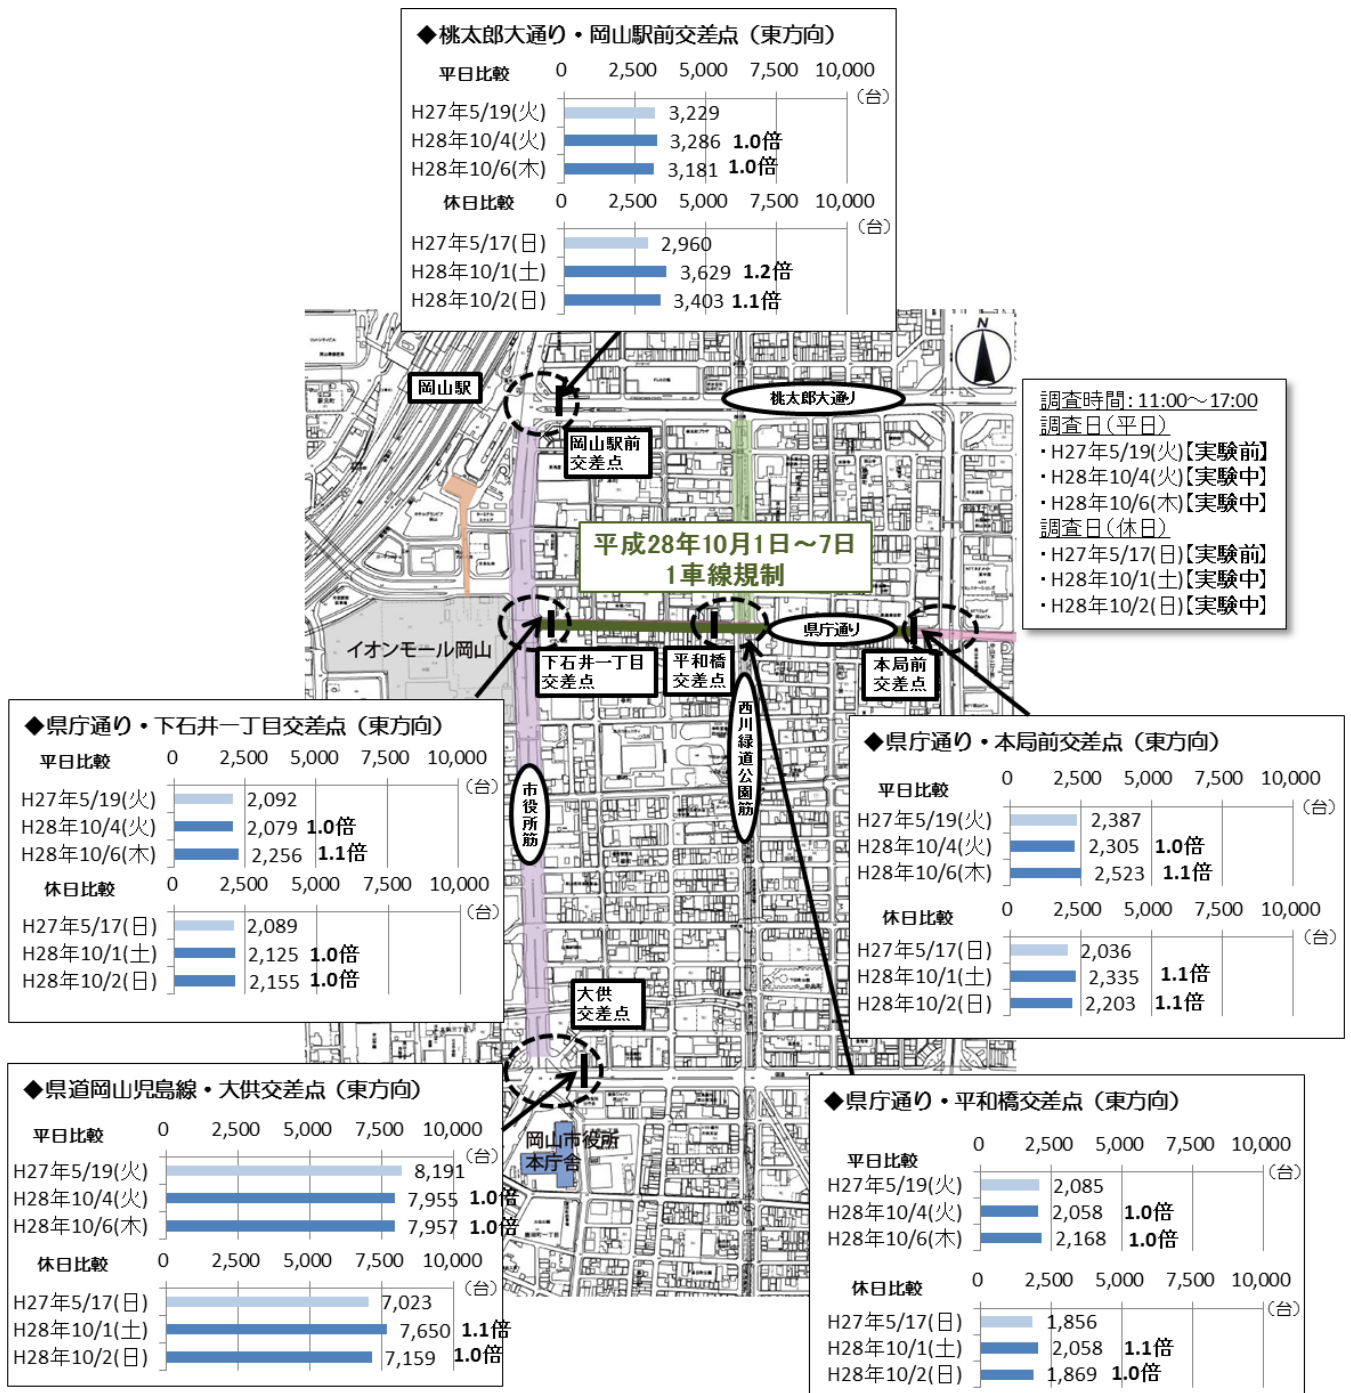 ◆桃太郎大通り・岡山駅前交差点（東方向）
平日比較 0 2,500 5,000 7,500 10,000
（台）
H27年5/19(火) 3,229
H28年10/4(火) 3,286 1.0倍
H28年10/6(木) 3,181 1.0倍
休日比較 0 2,500 5,000 7,500 10,000
（台）
H27年5/17(日) 2,960
H28年10/1(土) 3,629 1.2倍
H28年10/2(日) 3,403 1.1倍
N
岡山駅
桃太郎大通り
岡山駅前
交差点
調査時間：11:00～17:00
調査日(平日)
・H27年5/19(火)【実験前】
・H28年10/4(火)【実験中】
・H28年10/6(木)【実験中】
調査日(休日)
・H27年5/17(日)【実験前】
・H28年10/1(土)【実験中】
・H28年10/2(日)【実験中】
平成28年10月1日～7日
1車線規制
県庁通り
イオンモール岡山
下石井一丁目
交差点
平和橋
交差点
本局前
交差点
西川緑道公園筋
市役所筋
◆県庁通り・下石井一丁目交差点（東方向）
平日比較 0 2,500 5,000 7,500 10,000
（台）
H27年5/19(火) 2,092
H28年10/4(火) 2,079 1.0倍
H28年10/6(木) 2,256 1.1倍
休日比較 0 2,500 5,000 7,500 10,000
（台）
H27年5/17(日) 2,089
H28年10/1(土) 2,125 1.0倍
H28年10/2(日) 2,155 1.0倍
◆県庁通り・本局前交差点（東方向）
平日比較 0 2,500 5,000 7,500 10,000
（台）
H27年5/19(火) 2,387
H28年10/4(火) 2,305 1.0倍
H28年10/6(木) 2,523 1.1倍
休日比較 0 2,500 5,000 7,500 10,000
（台）
H27年5/17(日) 2,036
H28年10/1(土) 2,335 1.1倍
H28年10/2(日) 2,203 1.1倍
大供
交差点
岡山市役所
本庁舎
◆県道岡山児島線・大供交差点（東方向）
平日比較 0 2,500 5,000 7,500 10,000
（台）
H27年5/19(火) 8,191
H28年10/4(火) 7,955 1.0倍
H28年10/6(木) 7,957 1.0倍
休日比較 0 2,500 5,000 7,500 10,000
（台）
H27年5/17(日) 7,023
H28年10/1(土) 7,650 1.1倍
H28年10/2(日) 7,159 1.0倍
◆県庁通り・平和橋交差点（東方向）
平日比較 0 2,500 5,000 7,500 10,000
（台）
H27年5/19(火) 2,085
H28年10/4(火) 2,058 1.0倍
H28年10/6(木) 2,168 1.0倍
休日比較 0 2,500 5,000 7,500 10,000
（台）
H27年5/17(日) 1,856
H28年10/1(土) 2,058 1.1倍
H28年10/2(日) 1,869 1.0倍